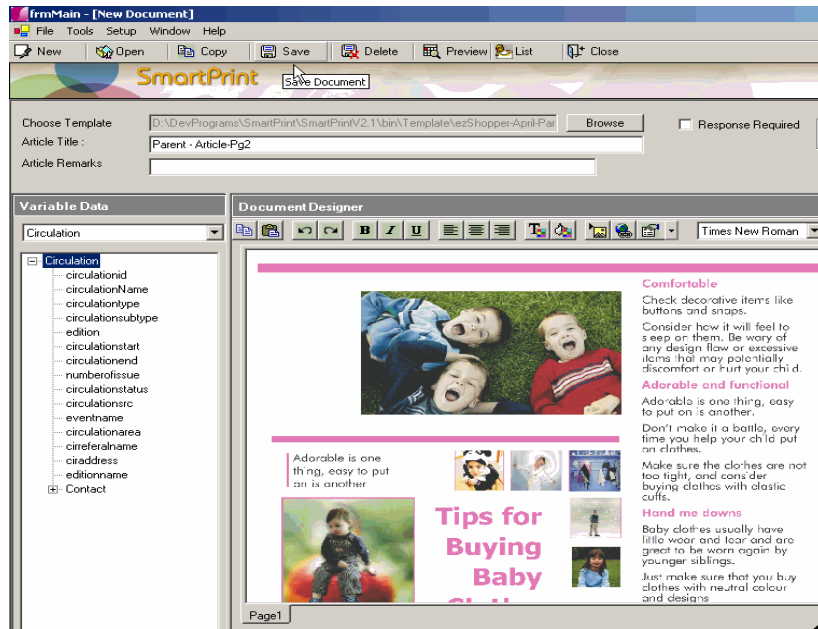 frmMain - [New Document]
File Tools Setup Window Help
New Open Copy Save Delete Preview List Close
SmartPrint
Save Document
Choose Template D:\DevPrograms\SmartPrint\SmartPrintV2.1\bin\Template\ezShopper-April-Par Browse Response Required
Article Title : Parent - Article-Pg2
Article Remarks
Variable Data
Circulation
Circulation
circulationid
circulationName
circulationtype
circulationsubtype
edition
circulationstart
circulationend
numberofissue
circulationstatus
circulationsrc
eventname
circulationarea
cirreferalname
ciraddress
editionname
Contact
Document Designer
B I U Times New Roman
Adorable is one
thing, easy to put
on is another
Tips for
Buying
Baby
Comfortable
Check decorative items like
buttons and snaps.
Consider how it will feel to
sleep on them. Be wary of
any design flaw or excessive
items that may potentially
discomfort or hurt your child.
Adorable and functional
Adorable is one thing, easy
to put on is another.
Don't make it a battle, every
time you help your child put
on clothes.
Make sure the clothes are not
too tight, and consider
buying clothes with elastic
cuffs.
Hand me downs
Baby clothes usually have
little wear and tear and are
great to be worn again by
younger siblings.
Just make sure that you buy
clothes with neutral colour
and designs
Page1